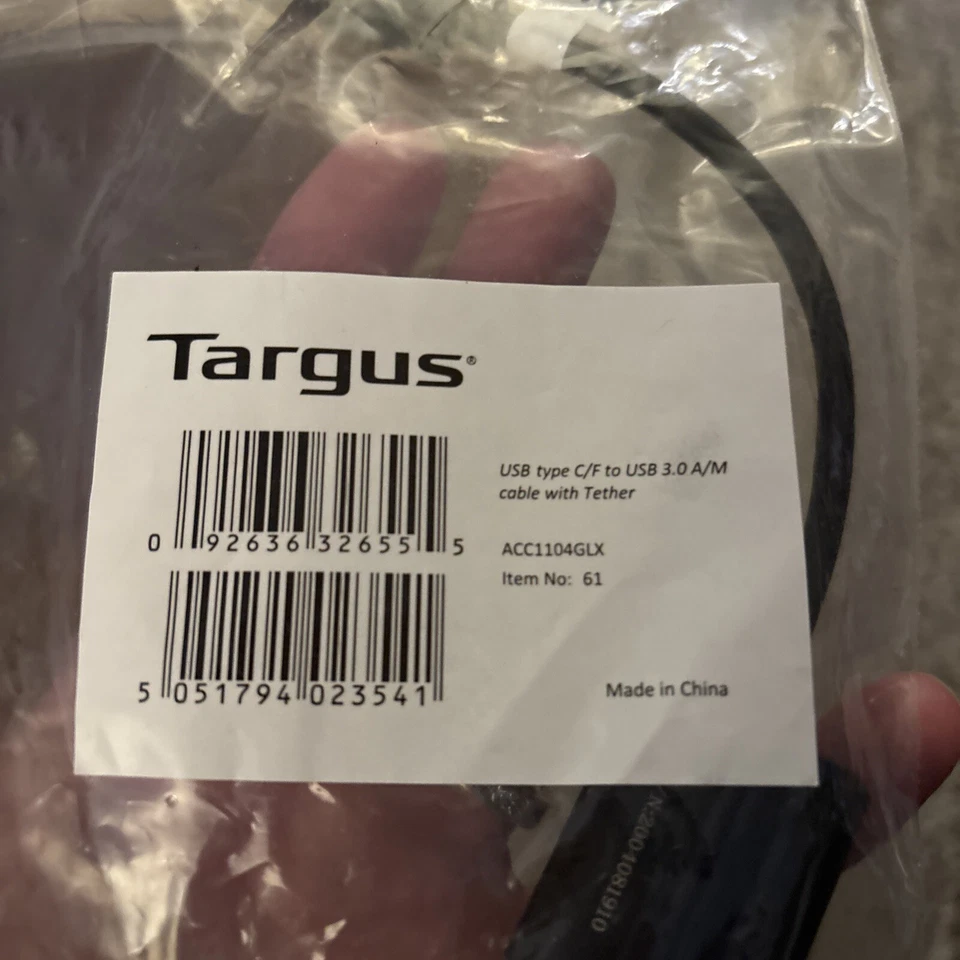 Targus®
0 92636 32655 5
5 051794 023541
USB type C/F to USB 3.0 A/M
cable with Tether
ACC1104GLX
Item No: 61
Made in China
/N:2004081910